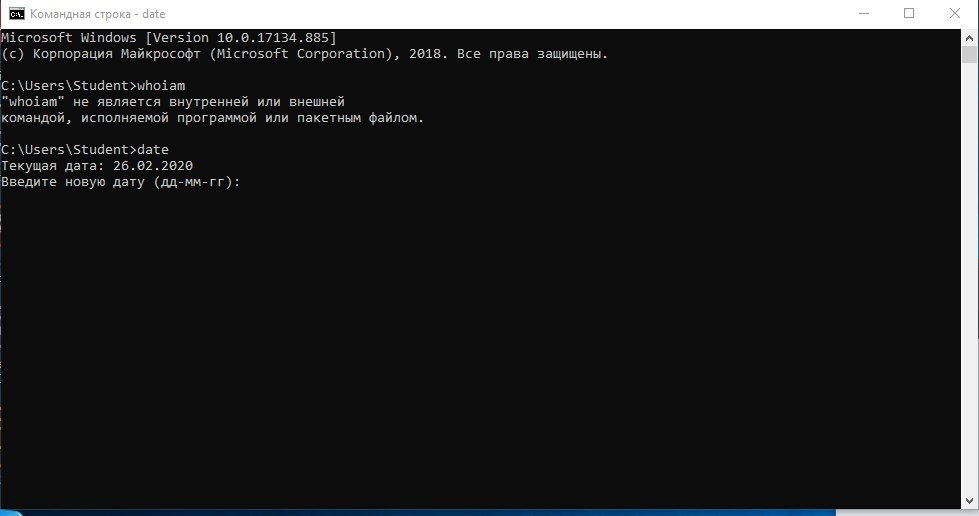 Командная строка - date
Microsoft Windows [Version 10.0.17134.885]
(c) Корпорация Майкрософт (Microsoft Corporation), 2018. Все права защищены.
C:\Users\Student>whoiam
"whoiam" не является внутренней или внешней
командой, исполняемой программой или пакетным файлом.
C:\Users\Student>date
Текущая дата: 26.02.2020
Введите новую дату (дд-мм-гг):